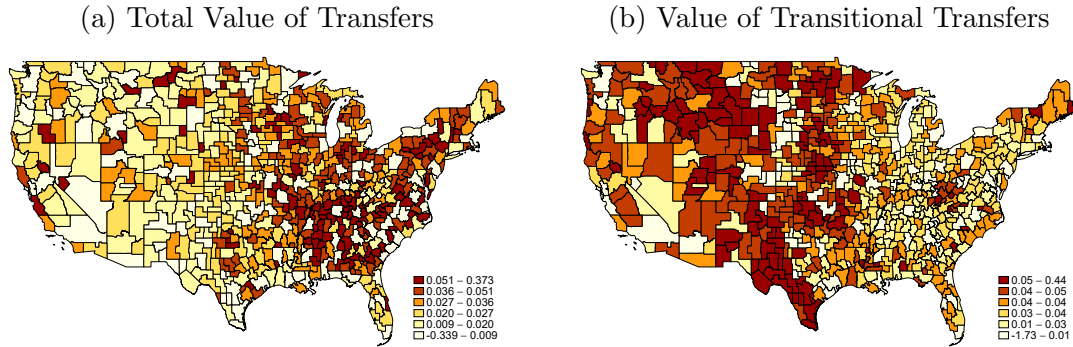 (a) Total Value of Transfers
(b) Value of Transitional Transfers
0.051 – 0.373
0.036 – 0.051
0.027 – 0.036
0.020 – 0.027
0.009 – 0.020
-0.339 – 0.009
0.05 – 0.44
0.04 – 0.05
0.04 – 0.04
0.03 – 0.04
0.01 – 0.03
-1.73 – 0.01